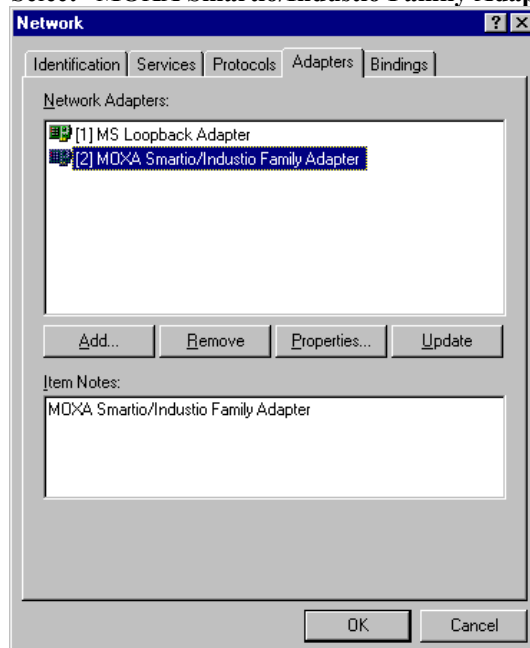 Select "MOXA Smartio/Industio Family Adap
Network
Identification Services Protocols Adapters Bindings
Network Adapters:
[1] MS Loopback Adapter
[2] MOXA Smartio/Industio Family Adapter
Add... Remove Properties... Update
Item Notes:
MOXA Smartio/Industio Family Adapter
OK Cancel